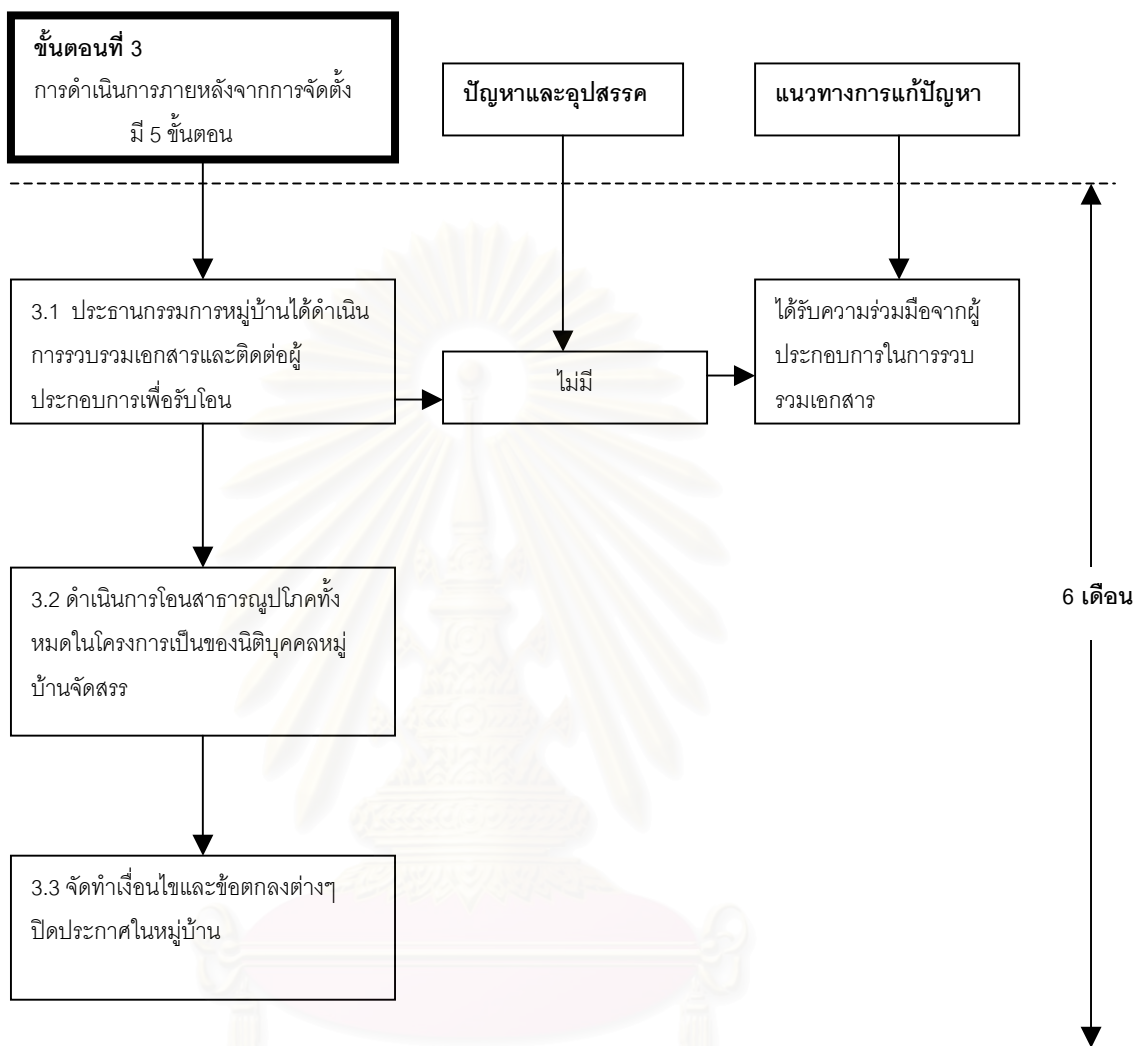 ขั้นตอนที่ 3
การดำเนินการภายหลังจากการจัดตั้ง
มี 5 ขั้นตอน
ปัญหาและอุปสรรค
แนวทางการแก้ปัญหา
3.1 ประธานกรรมการหมู่บ้านได้ดำเนิน
การรวบรวมเอกสารและติดต่อผู้
ประกอบการเพื่อรับโอน
ไม่มี
ได้รับความร่วมมือจากผู้
ประกอบการในการรวบ
รวมเอกสาร
3.2 ดำเนินการโอนสาธารณูปโภคทั้ง
หมดในโครงการเป็นของนิติบุคคลหมู่
บ้านจัดสรร
6 เดือน
3.3 จัดทำเงื่อนไขและข้อตกลงต่างๆ
ปิดประกาศในหมู่บ้าน